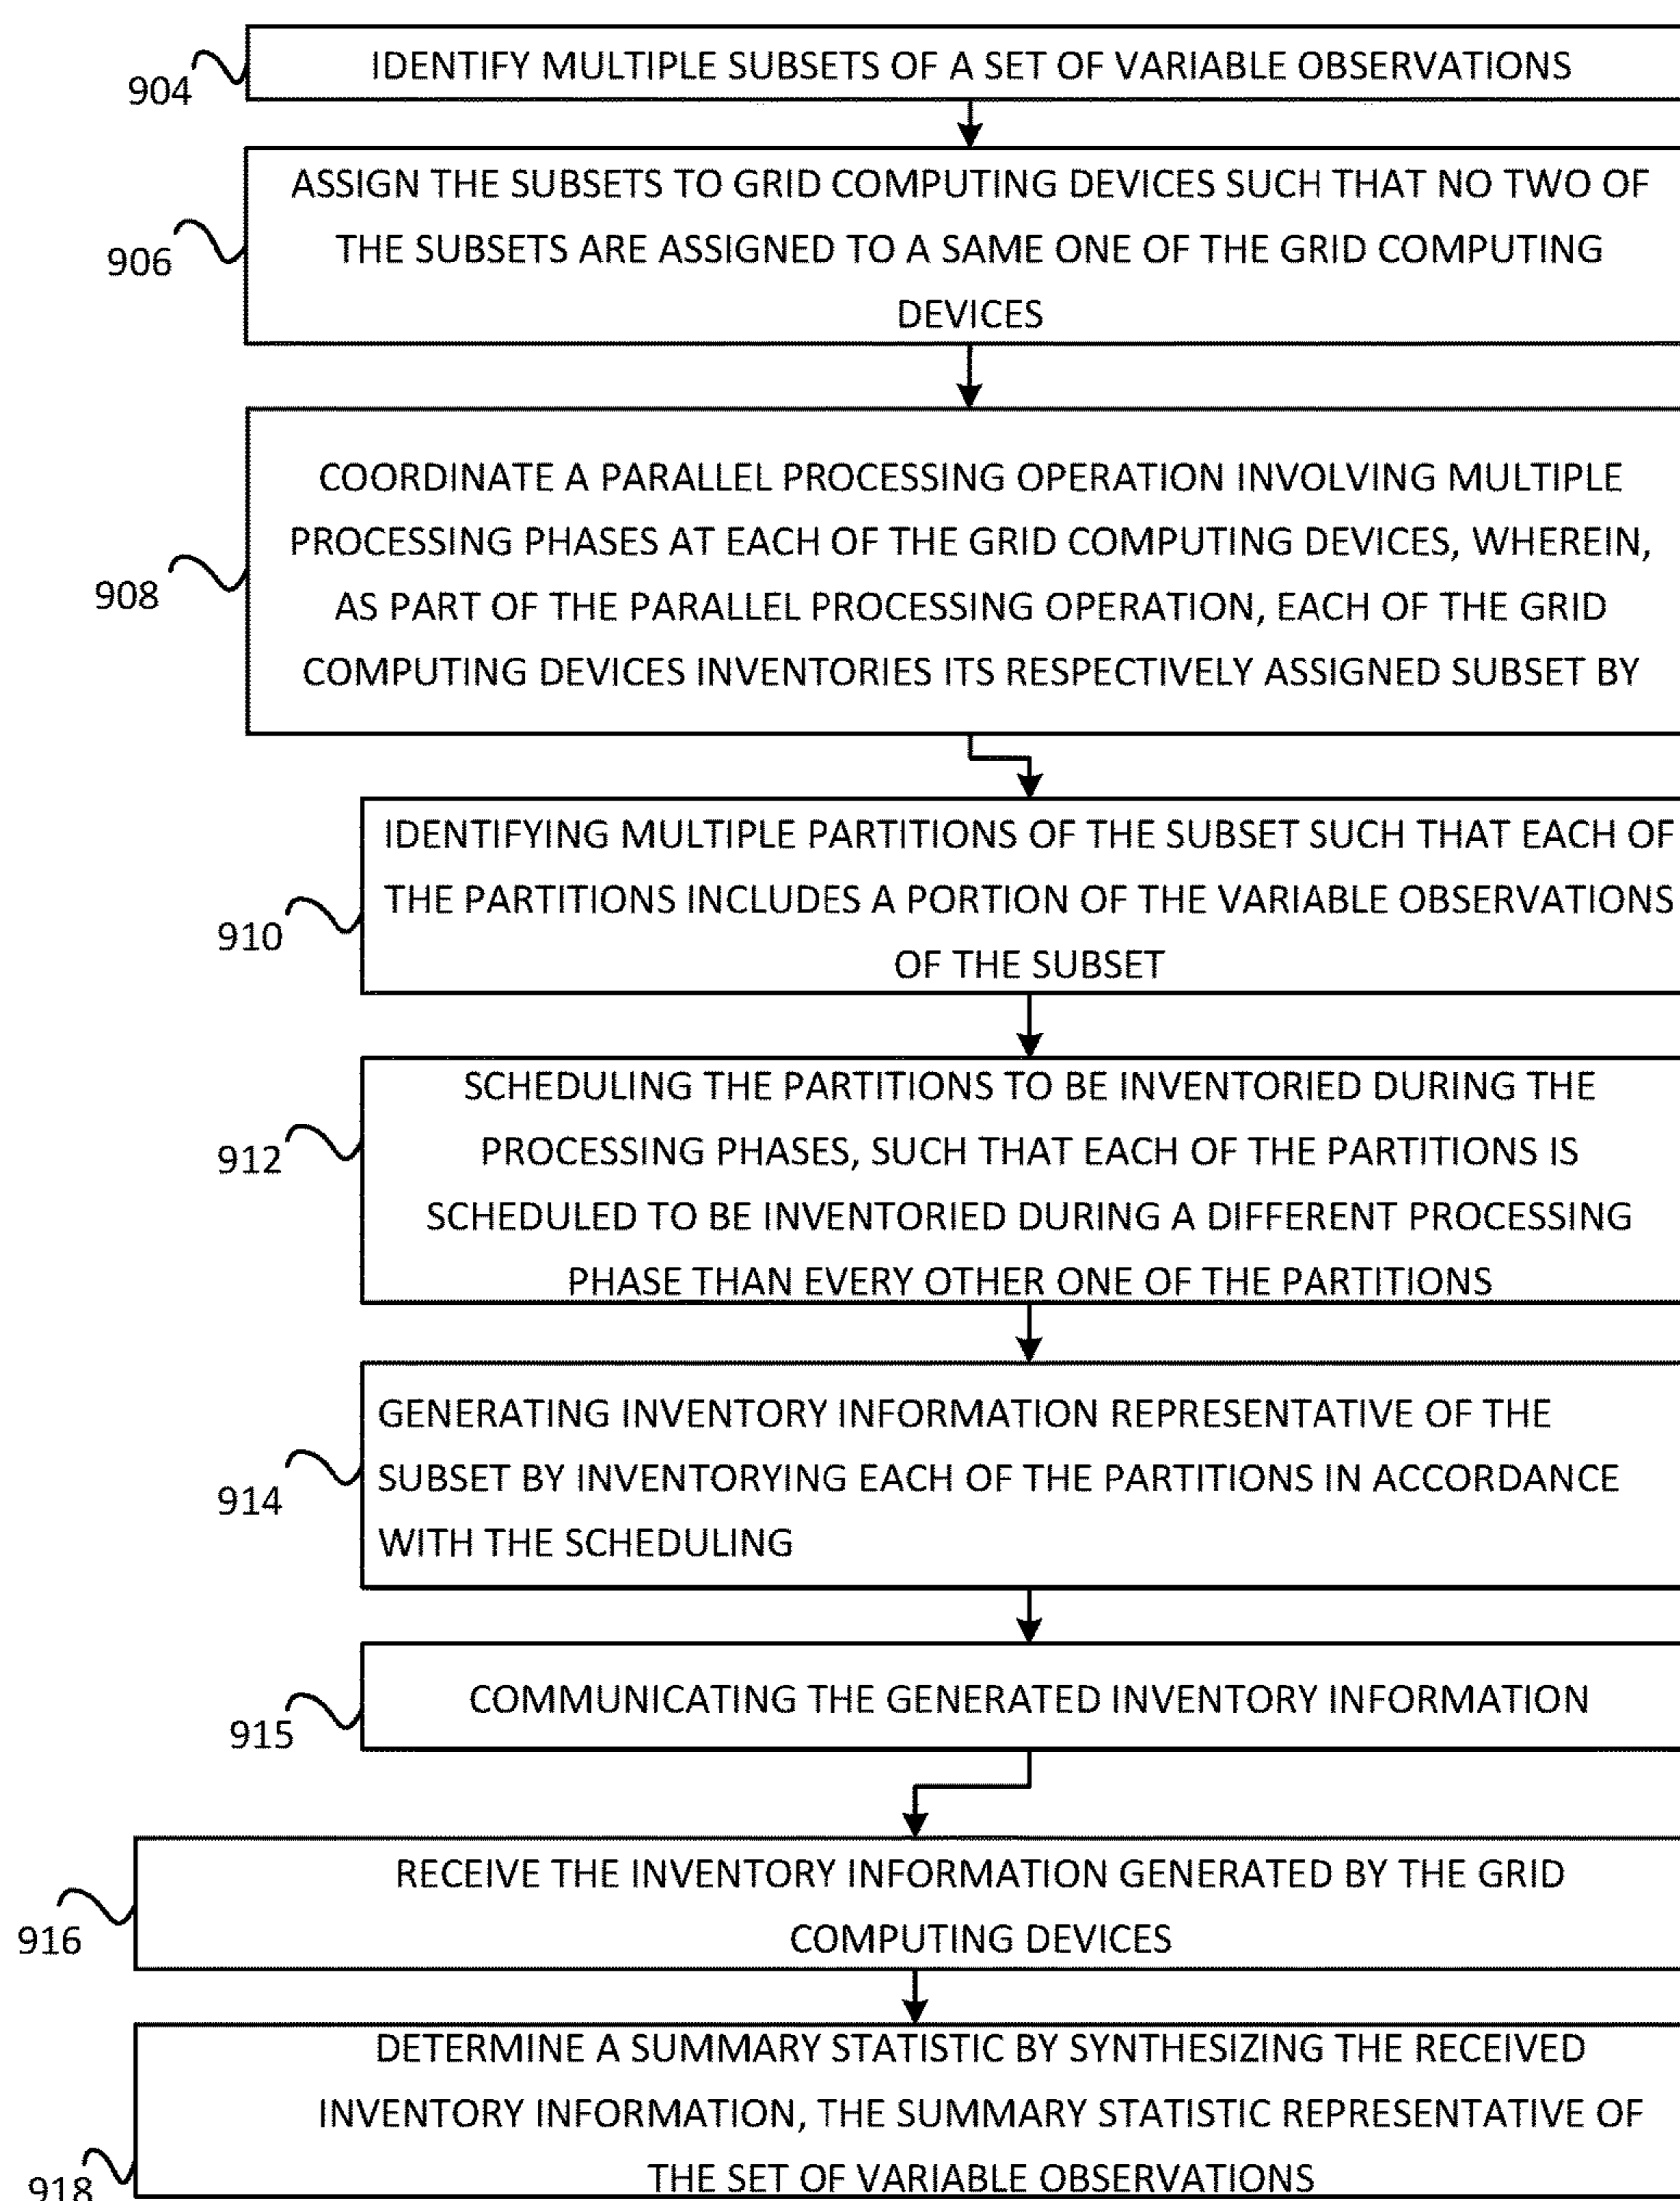 IDENTIFY MULTIPLE SUBSETS OF A SET OF VARIABLE OBSERVATIONS
904
ASSIGN THE SUBSETS TO GRID COMPUTING DEVICES SUCH THAT NO TWO OF
THE SUBSETS ARE ASSIGNED TO A SAME ONE OF THE GRID COMPUTING
906
DEVICES
COORDINATE A PARALLEL PROCESSING OPERATION INVOLVING MULTIPLE
PROCESSING PHASES AT EACH OF THE GRID COMPUTING DEVICES, WHEREIN,
908
AS PART OF THE PARALLEL PROCESSING OPERATION, EACH OF THE GRID
COMPUTING DEVICES INVENTORIES ITS RESPECTIVELY ASSIGNED SUBSET BY
IDENTIFYING MULTIPLE PARTITIONS OF THE SUBSET SUCH THAT EACH OF
THE PARTITIONS INCLUDES A PORTION OF THE VARIABLE OBSERVATIONS
910
OF THE SUBSET
SCHEDULING THE PARTITIONS TO BE INVENTORIED DURING THE
PROCESSING PHASES, SUCH THAT EACH OF THE PARTITIONS IS
912
SCHEDULED TO BE INVENTORIED DURING A DIFFERENT PROCESSING
PHASE THAN EVERY OTHER ONE OF THE PARTITIONS
GENERATING INVENTORY INFORMATION REPRESENTATIVE OF THE
SUBSET BY INVENTORYING EACH OF THE PARTITIONS IN ACCORDANCE
914
WITH THE SCHEDULING
COMMUNICATING THE GENERATED INVENTORY INFORMATION
915
RECEIVE THE INVENTORY INFORMATION GENERATED BY THE GRID
COMPUTING DEVICES
916
DETERMINE A SUMMARY STATISTIC BY SYNTHESIZING THE RECEIVED
INVENTORY INFORMATION, THE SUMMARY STATISTIC REPRESENTATIVE OF
THE SET OF VARIABLE OBSERVATIONS
918